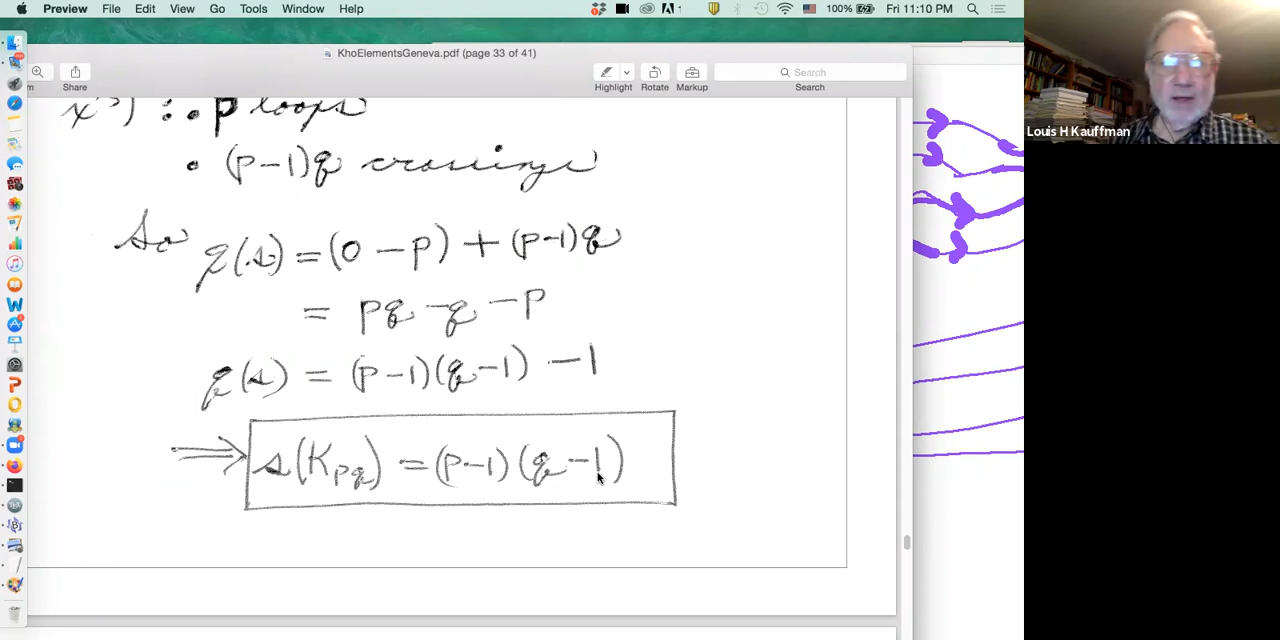 Preview File Edit View Go Tools Window Help
1
100% Fri 11:10 PM
KhoElementsGeneva.pdf (page 33 of 41)
Share Highlight Rotate Markup Search
Search
: • p loops
• (p-1)q crossings
So q(s) = (0 - p) + (p-1)q
= pq - q - p
q(s) = (p-1)(q-1) - 1
⟹ s(K_pq) = (p-1)(q-1)
Louis H Kauffman